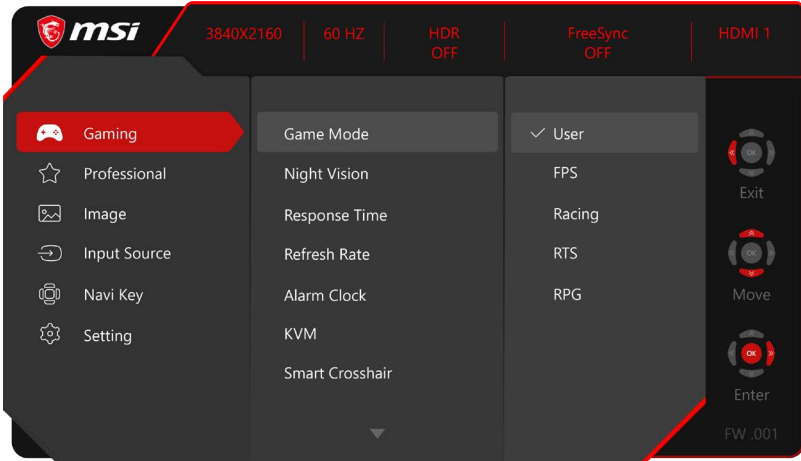 msi
3840X2160
60 HZ
HDR
OFF
FreeSync
OFF
HDMI 1
Gaming
Professional
Image
Input Source
Navi Key
Setting
Game Mode
Night Vision
Response Time
Refresh Rate
Alarm Clock
KVM
Smart Crosshair
User
FPS
Racing
RTS
RPG
OK
Exit
OK
Move
OK
Enter
FW .001